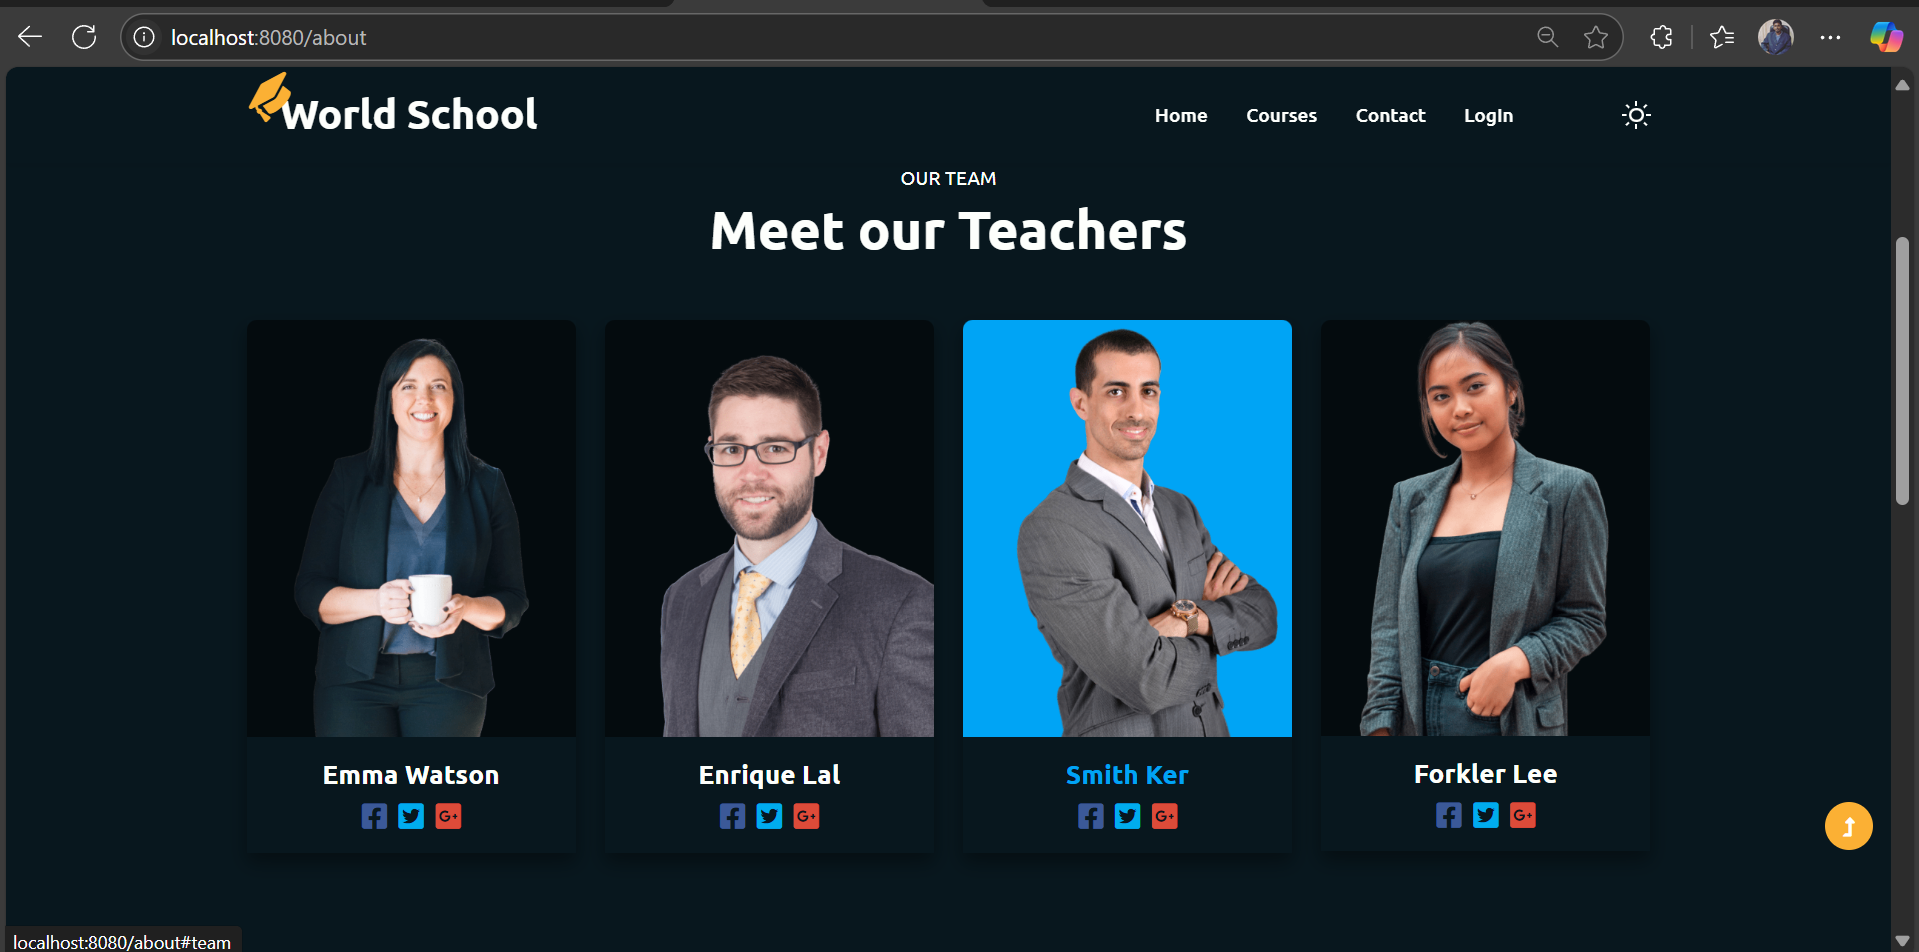 localhost:8080/about
World School
Home Courses Contact LogIn
OUR TEAM
Meet our Teachers
Emma Watson
Enrique Lal
Smith Ker
Forkler Lee
G+
G+
G+
G+
localhost:8080/about#team